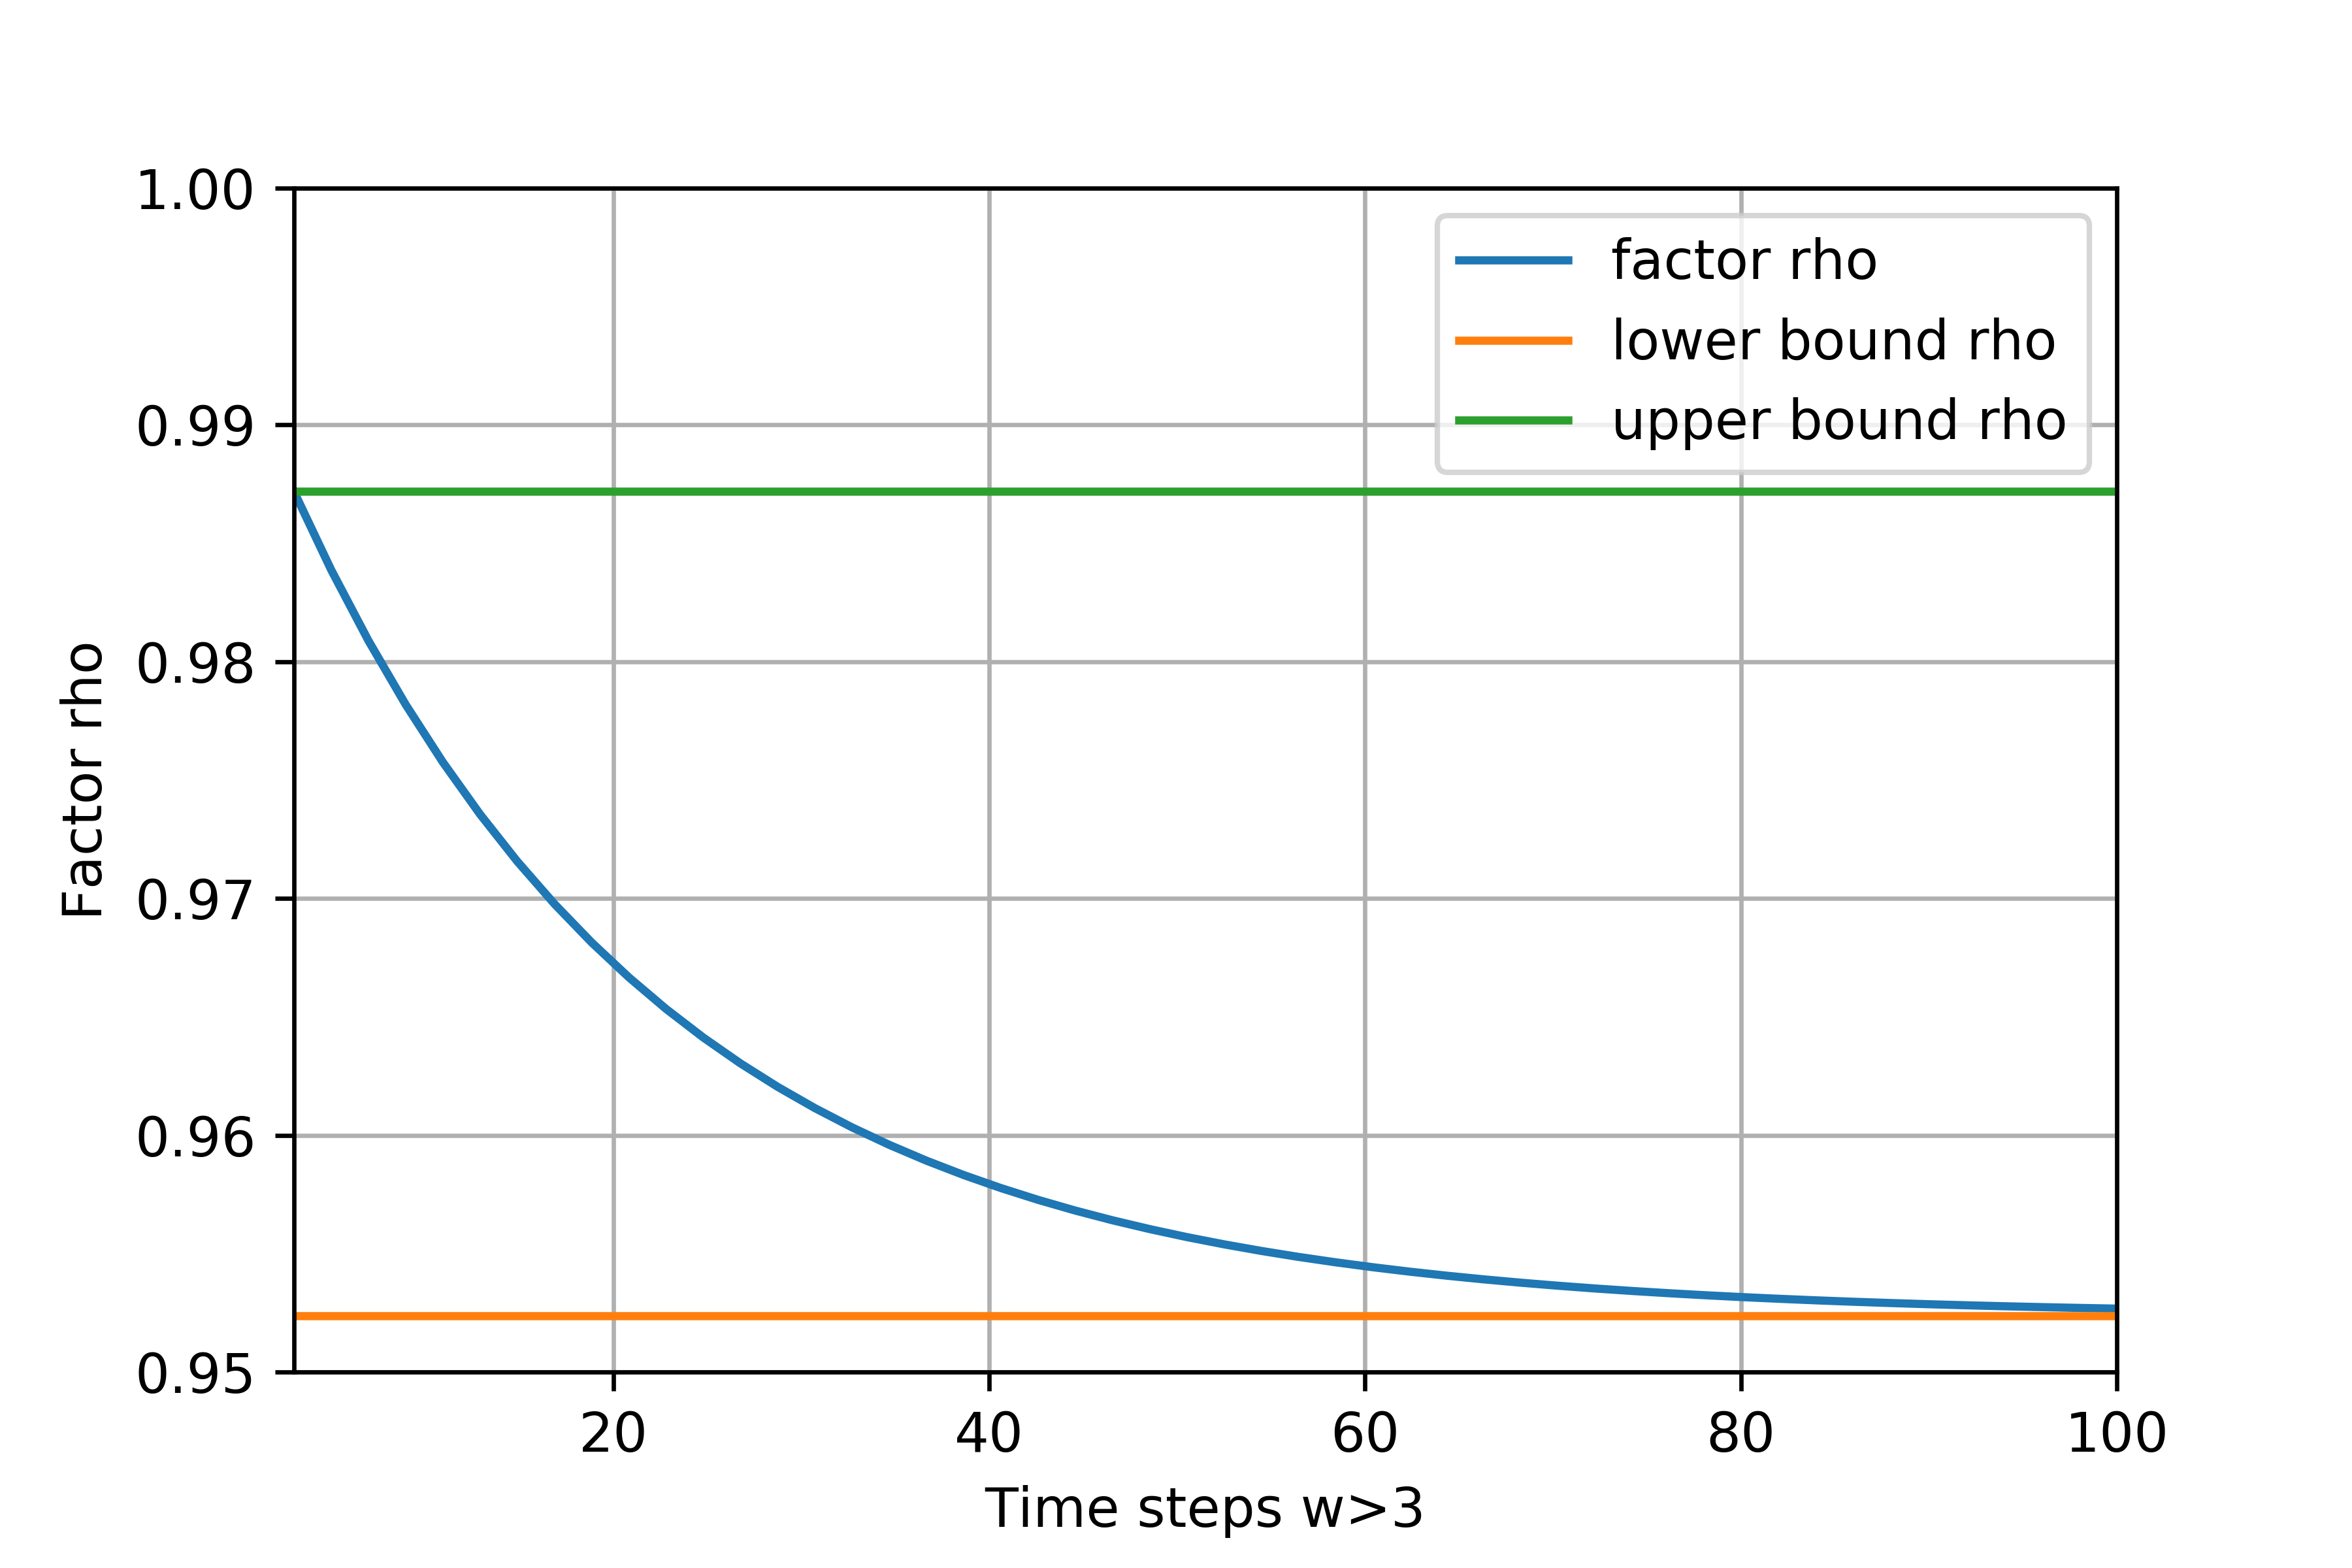 1.00
0.99
0.98
0.97
0.96
0.95
Factor rho
factor rho
lower bound rho
upper bound rho
20
40
60
80
100
Time steps w>3